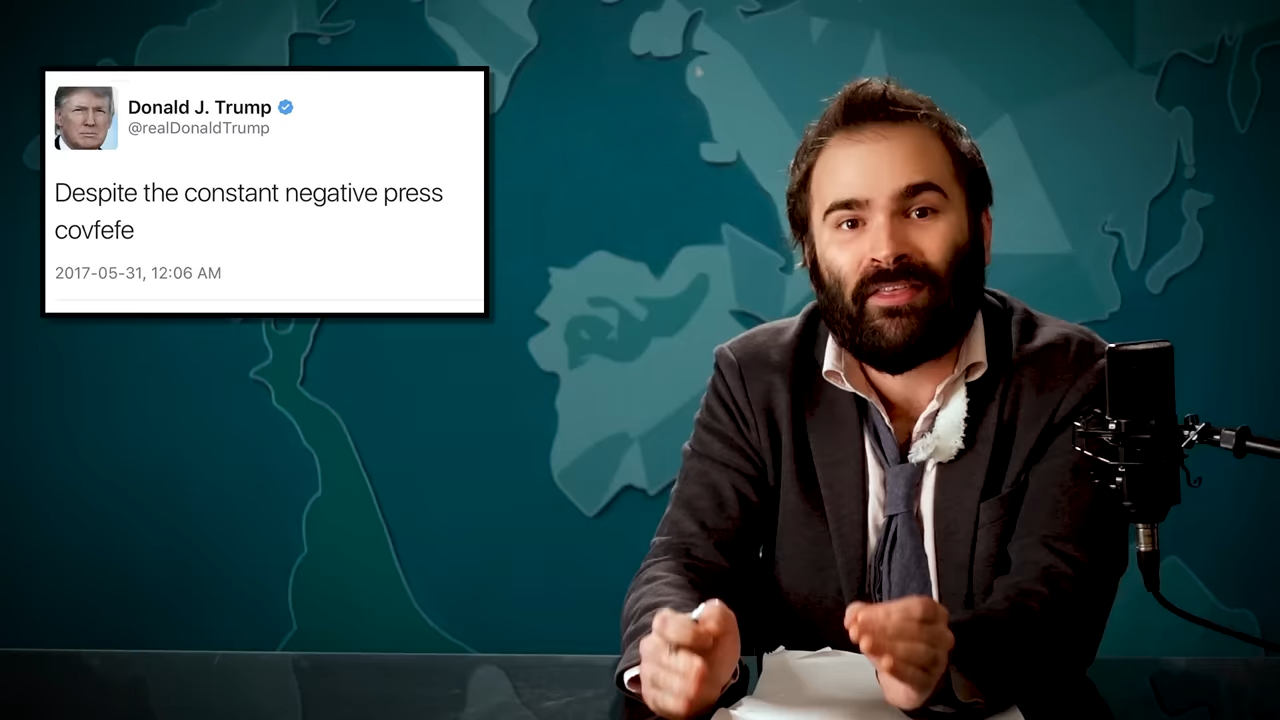 Donald J. Trump
@realDonaldTrump
Despite the constant negative press
covfefe
2017-05-31, 12:06 AM